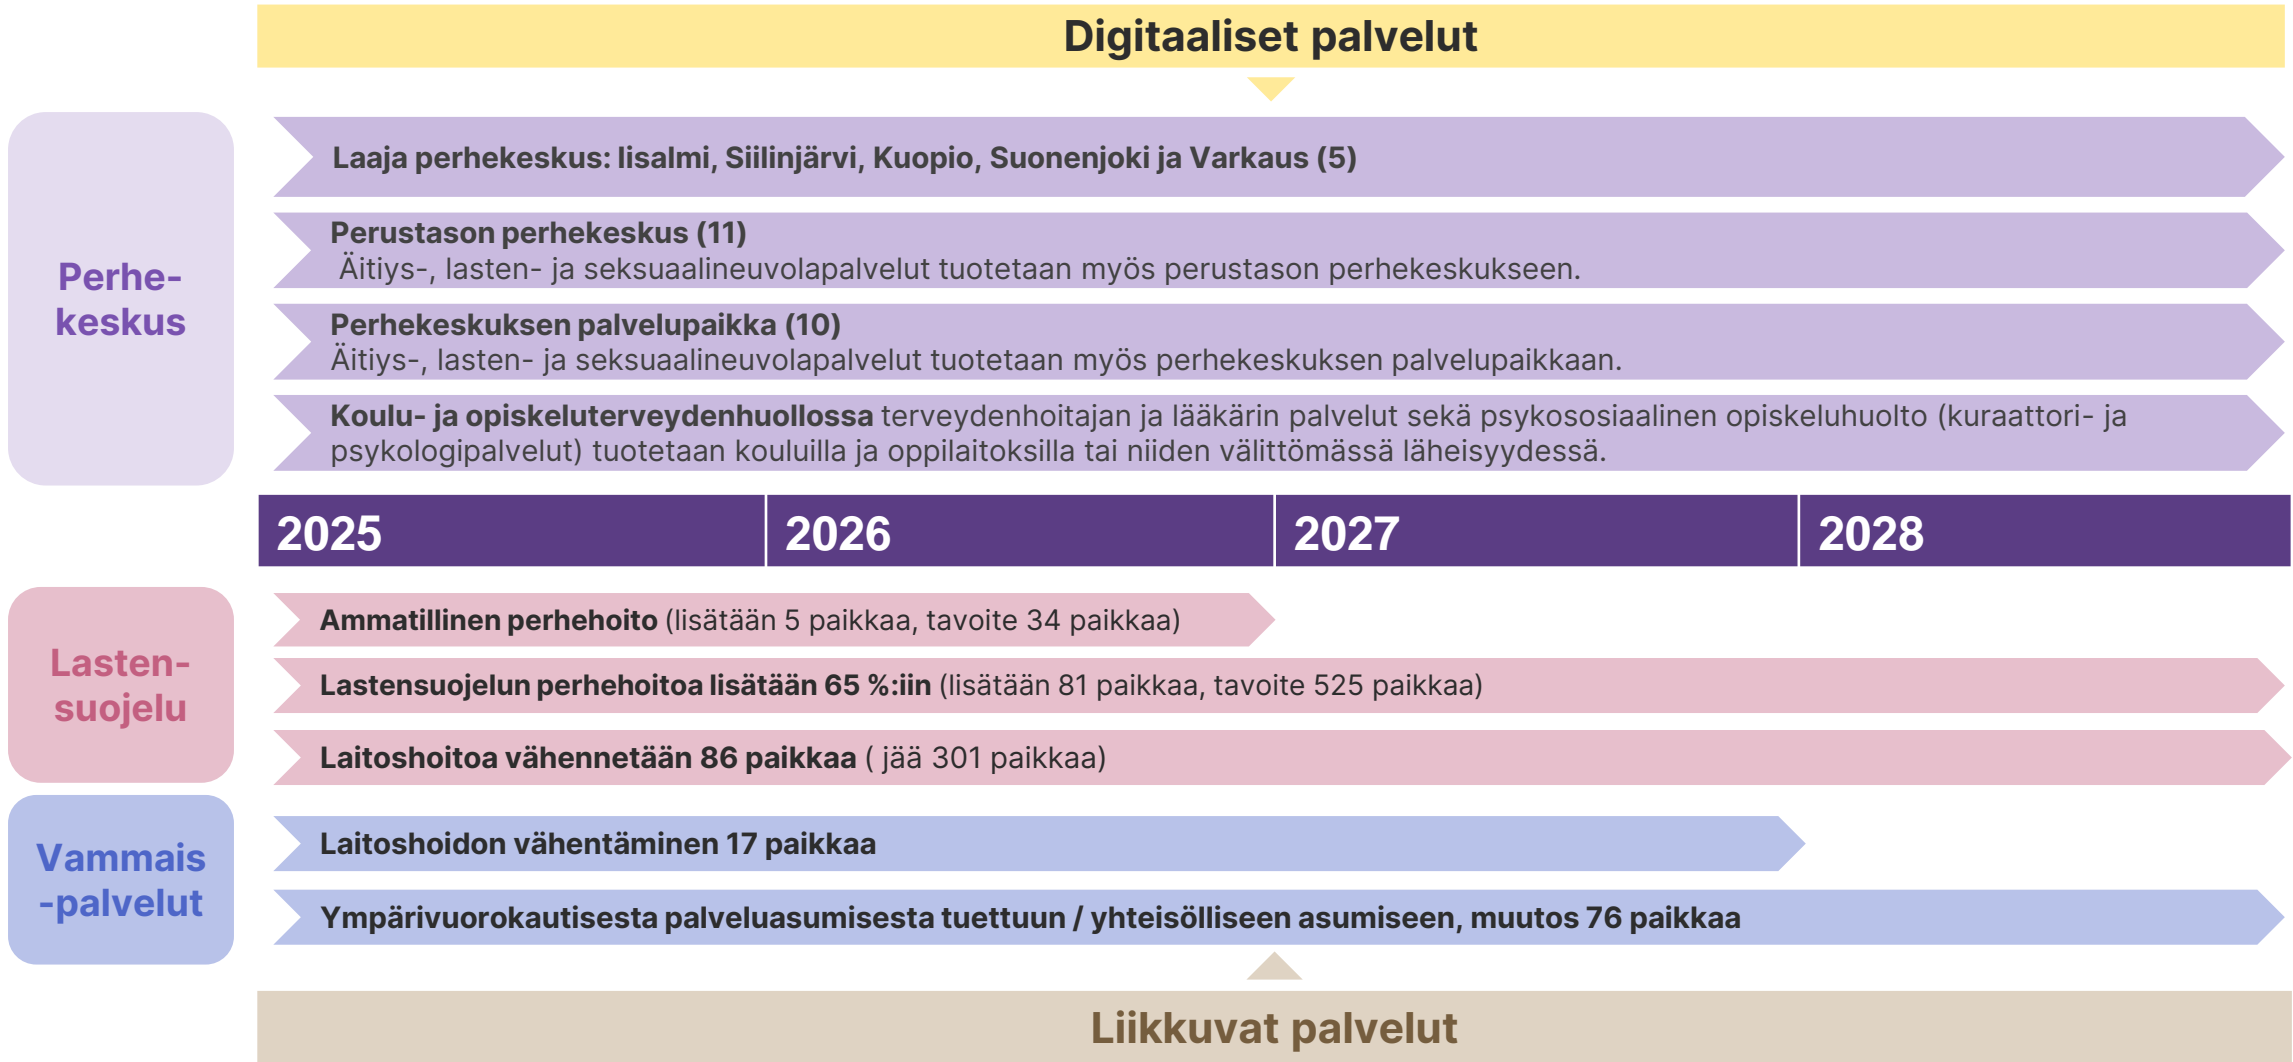 Digitaaliset palvelut
Perhe-
keskus
Laaja perhekeskus: Iisalmi, Siilinjärvi, Kuopio, Suonenjoki ja Varkaus (5)
Perustason perhekeskus (11)
Äitiys-, lasten- ja seksuaalineuvolapalvelut tuotetaan myös perustason perhekeskukseen.
Perhekeskuksen palvelupaikka (10)
Äitiys-, lasten- ja seksuaalineuvolapalvelut tuotetaan myös perhekeskuksen palvelupaikkaan.
Koulu- ja opiskeluterveydenhuollossa terveydenhoitajan ja lääkärin palvelut sekä psykososiaalinen opiskeluhuolto (kuraattori- ja
psykologipalvelut) tuotetaan kouluilla ja oppilaitoksilla tai niiden välittömässä läheisyydessä.
2025 2026 2027 2028
Lasten-
suojelu
Ammatillinen perhehoito (lisätään 5 paikkaa, tavoite 34 paikkaa)
Lastensuojelun perhehoitoa lisätään 65 %:iin (lisätään 81 paikkaa, tavoite 525 paikkaa)
Laitoshoitoa vähennetään 86 paikkaa ( jää 301 paikkaa)
Vammais
-palvelut
Laitoshoidon vähentäminen 17 paikkaa
Ympärivuorokautisesta palveluasumisesta tuettuun / yhteisölliseen asumiseen, muutos 76 paikkaa
Liikkuvat palvelut